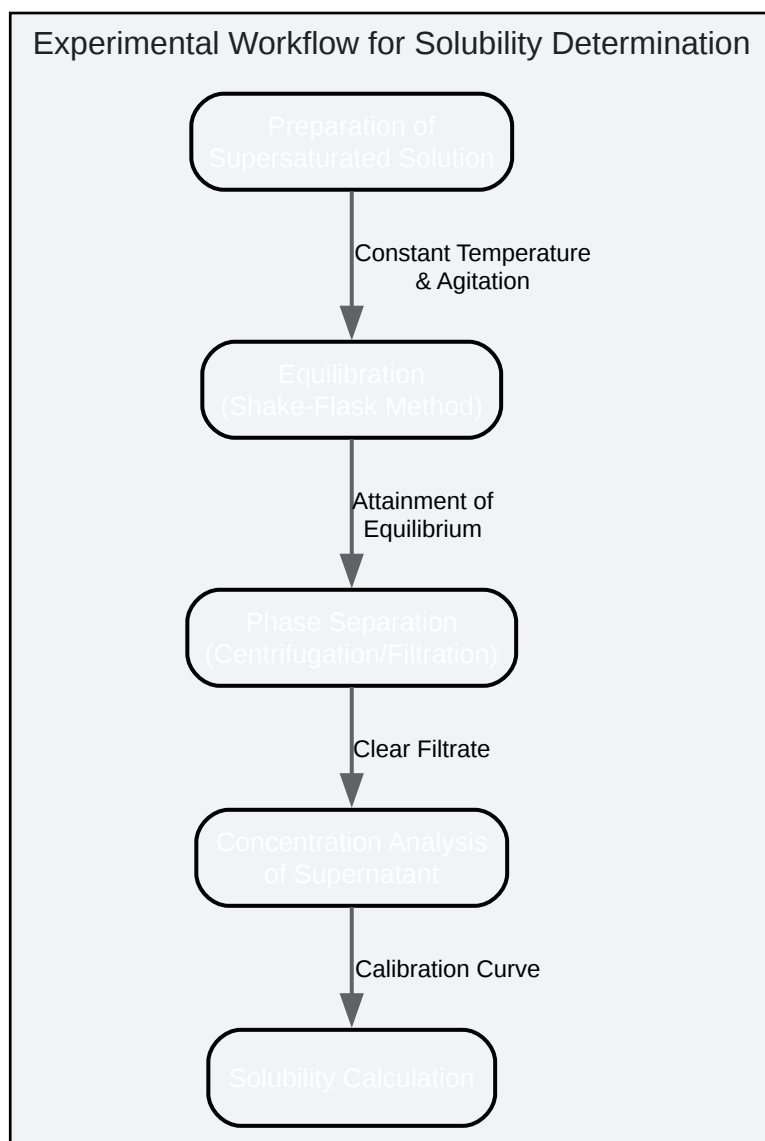 Experimental Workflow for Solubility Determination
Preparation of
Supersaturated Solution
Constant Temperature
& Agitation
Equilibration
(Shake-Flask Method)
Attainment of
Equilibrium
Phase Separation
(Centrifugation/Filtration)
Clear Filtrate
Concentration Analysis
of Supernatant
Calibration Curve
Solubility Calculation